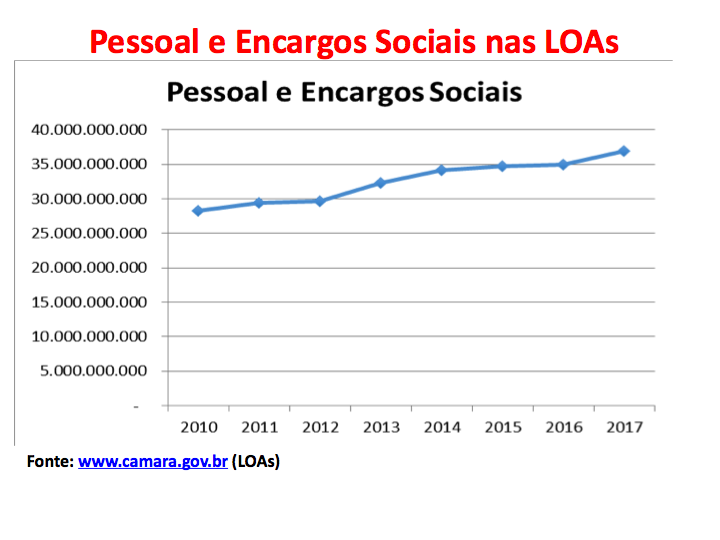 Pessoal e Encargos Sociais nas LOAs
Pessoal e Encargos Sociais
40.000.000.000
35.000.000.000
30.000.000.000
25.000.000.000
20.000.000.000
15.000.000.000
10.000.000.000
5.000.000.000
-
2010 2011 2012 2013 2014 2015 2016 2017
Fonte: www.camara.gov.br (LOAs)